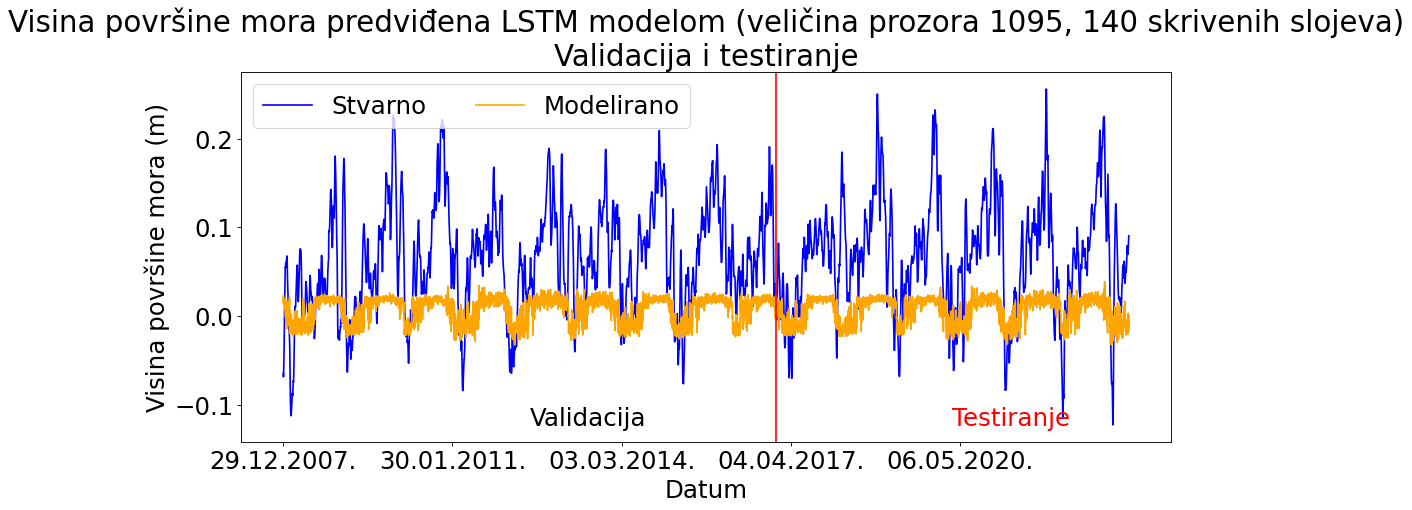 Visina površine mora predviđena LSTM modelom (veličina prozora 1095, 140 skrivenih slojeva)
Validacija i testiranje
Stvarno
Modelirano
Visina površine mora (m)
0.2
0.1
0.0
−0.1
Validacija
Testiranje
29.12.2007.
30.01.2011.
03.03.2014.
04.04.2017.
06.05.2020.
Datum